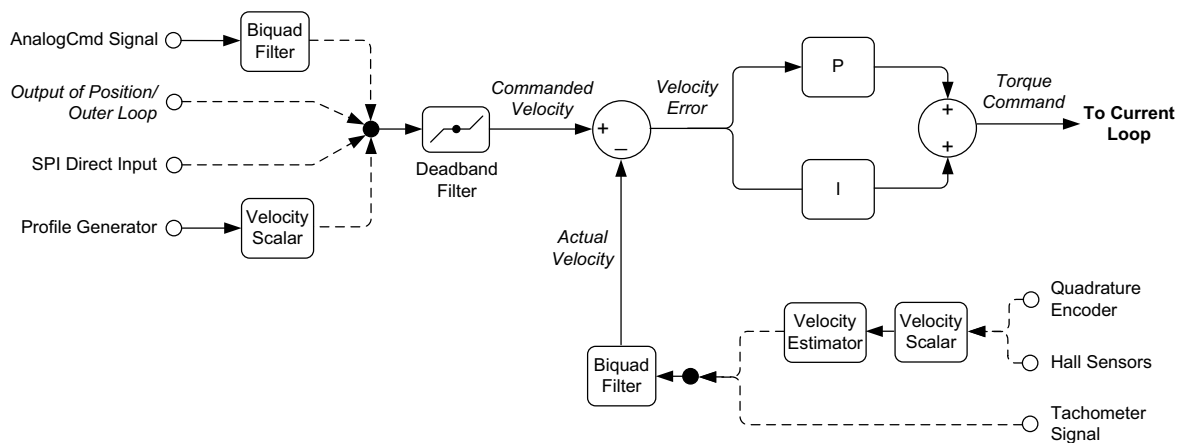 AnalogCmd Signal
Biquad
Filter
Output of Position/
Outer Loop
SPI Direct Input
Profile Generator
Velocity
Scalar
Deadband
Filter
Commanded
Velocity
+
–
Velocity
Error
P
I
+
+
Torque
Command
To Current
Loop
Actual
Velocity
Biquad
Filter
Velocity
Estimator
Velocity
Scalar
Quadrature
Encoder
Hall Sensors
Tachometer
Signal